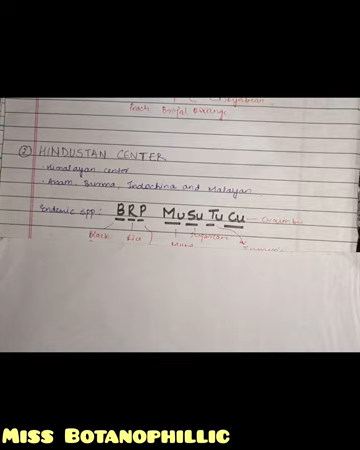 Peach
② HINDUSTAN CENTER
- Himalayan center
- Assam, Burma, Indochina and Malayan
Endemic spp: BRP MuSu Tu Cu
Black Rice Sugarcane
MISS BOTANOPHILLIC